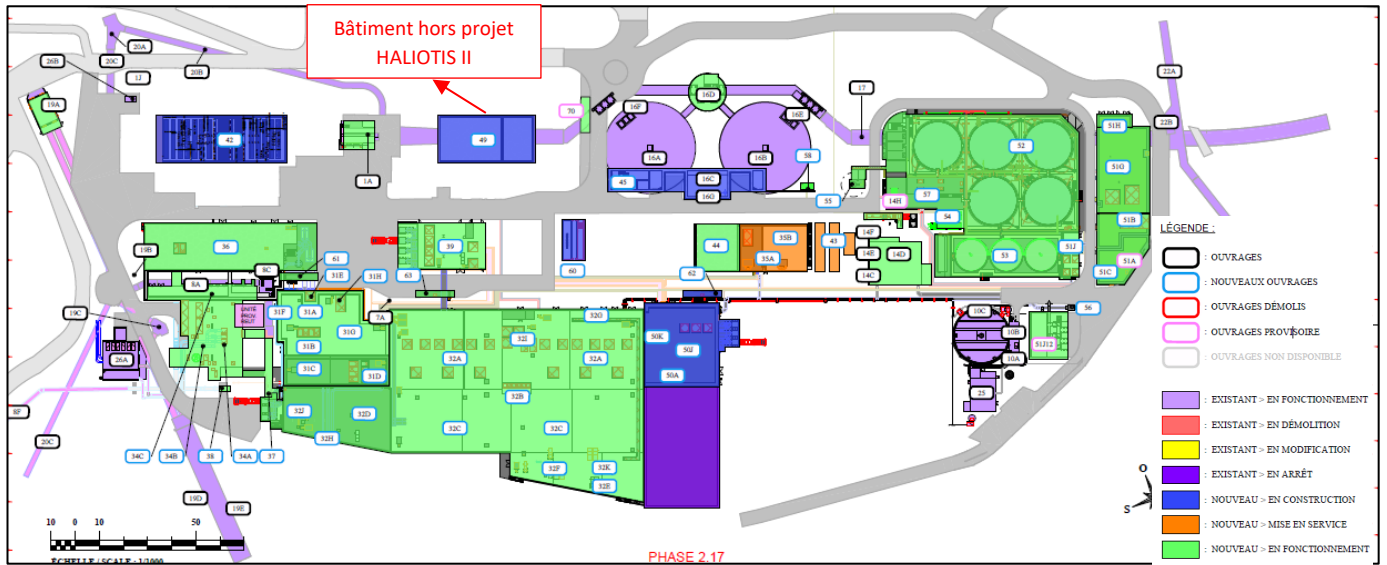 Bâtiment hors projet
HALIOTIS II
20A
20C
20B
26B
1J
19A
42
1A
49
70
16F
16D
16E
17
16A
16B
58
45
16C
16G
55
22A
22B
52
57
14H
54
53
51J
51H
51G
51B
51C
51A
19B
36
8C
61
31E
31H
8A
39
63
7A
60
44
35B
35A
43
62
14F
14E
14C
14D
19C
26A
UNITÉ
PROV
BIXUT
31F
31A
31G
31B
31C
31D
32A
32I
32G
32A
32B
32C
32C
32J
32D
32H
32F
32K
32E
50K
50J
50A
10C
10B
10A
25
51J12
56
8F
20C
34C
34B
38
34A
37
19D
19E
LÉGENDE :
: OUVRAGES
: NOUVEAUX OUVRAGES
: OUVRAGES DÉMOLIS
: OUVRAGES PROVISOIRE
: OUVRAGES NON DISPONIBLE
: EXISTANT > EN FONCTIONNEMENT
: EXISTANT > EN DÉMOLITION
: EXISTANT > EN MODIFICATION
: EXISTANT > EN ARRÊT
: NOUVEAU > EN CONSTRUCTION
: NOUVEAU > MISE EN SERVICE
: NOUVEAU > EN FONCTIONNEMENT
O
S
10 0 10 50
ÉCHELLE / SCALE : 1/1000
PHASE 2.17